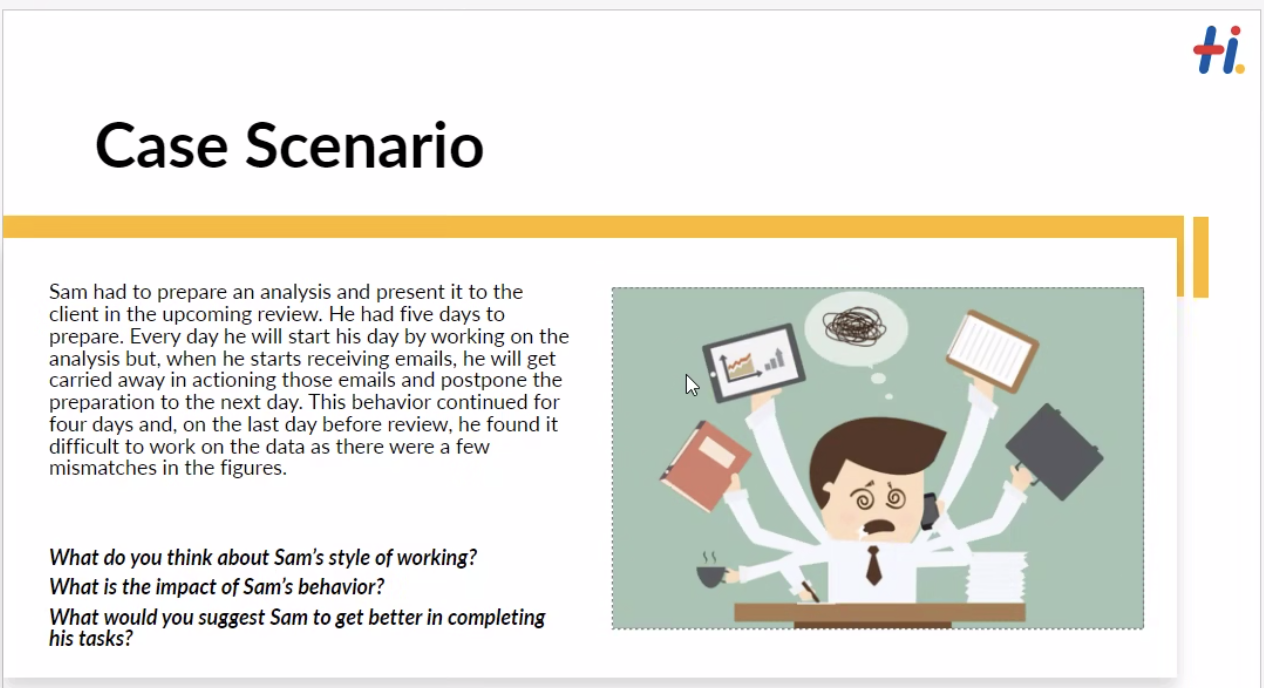 Hi.
Case Scenario
Sam had to prepare an analysis and present it to the
client in the upcoming review. He had five days to
prepare. Every day he will start his day by working on the
analysis but, when he starts receiving emails, he will get
carried away in actioning those emails and postpone the
preparation to the next day. This behavior continued for
four days and, on the last day before review, he found it
difficult to work on the data as there were a few
mismatches in the figures.
What do you think about Sam’s style of working?
What is the impact of Sam’s behavior?
What would you suggest Sam to get better in completing
his tasks?